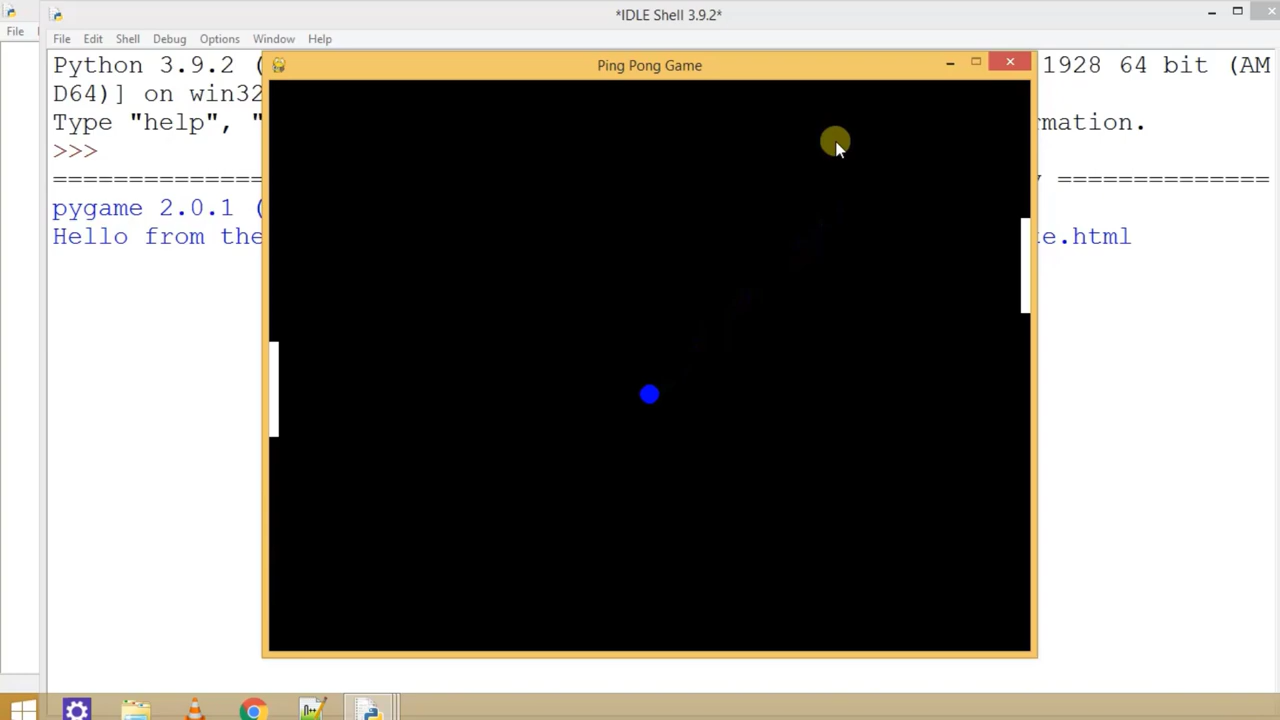 *IDLE Shell 3.9.2*
File
File Edit Shell Debug Options Window Help
Ping Pong Game
Python 3.9.2 ( 1928 64 bit (AM
D64)] on win32
Type "help", " rmation.
>>>
============== ==============
pygame 2.0.1 (
Hello from the e.html